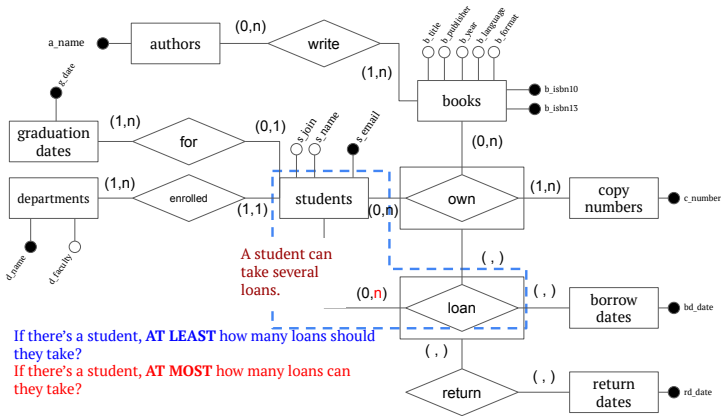 a_name
authors
(0,n)
write
(1,n)
b_title
b_publisher
b_year
b_language
b_format
books
b_isbn10
b_isbn13
(0,n)
g_date
graduation
dates
(1,n)
for
(0,1)
s_join
s_name
s_email
departments
(1,n)
enrolled
(1,1)
students
(0,n)
own
(1,n)
copy
numbers
c_number
d_name
d_faculty
A student can
take several
loans.
( , )
(0,n)
loan
( , )
borrow
dates
bd_date
If there's a student, AT LEAST how many loans should
they take?
If there's a student, AT MOST how many loans can
they take?
( , )
return
( , )
return
dates
rd_date